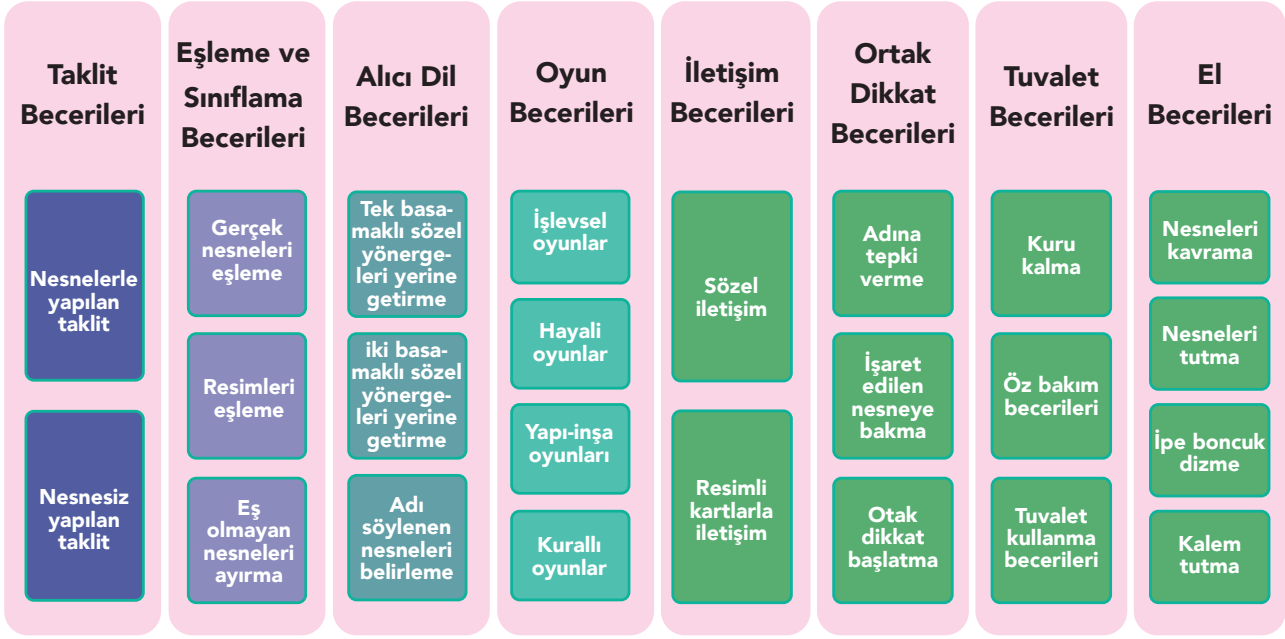 Taklit
Becerileri
Nesnelerle
yapılan
taklit
Nesnesiz
yapılan
taklit
Eşleme ve
Sınıflama
Becerileri
Gerçek
nesneleri
eşleme
Resimleri
eşleme
Eş
olmayan
nesneleri
ayırma
Alıcı Dil
Becerileri
Tek basa-
maklı sözel
yönerge-
leri yerine
getirme
iki basa-
maklı sözel
yönerge-
leri yerine
getirme
Adı
söylenen
nesneleri
belirleme
Oyun
Becerileri
İşlevsel
oyunlar
Hayali
oyunlar
Yapı-inşa
oyunları
Kurallı
oyunlar
İletişim
Becerileri
Sözel
iletişim
Resimli
kartlarla
iletişim
Ortak
Dikkat
Becerileri
Adına
tepki
verme
İşaret
edilen
nesneye
bakma
Otak
dikkat
başlatma
Tuvalet
Becerileri
Kuru
kalma
Öz bakım
becerileri
Tuvalet
kullanma
becerileri
El
Becerileri
Nesneleri
kavrama
Nesneleri
tutma
İpe boncuk
dizme
Kalem
tutma